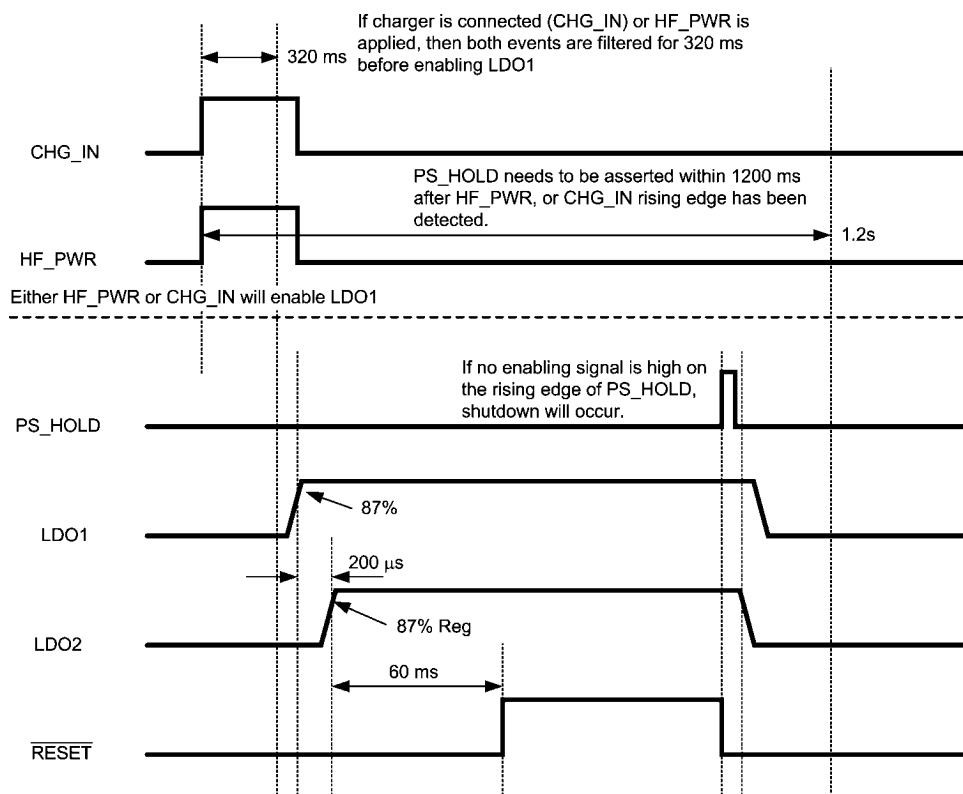 If charger is connected (CHG_IN) or HF_PWR is
applied, then both events are filtered for 320 ms
before enabling LDO1
320 ms
CHG_IN
PS_HOLD needs to be asserted within 1200 ms
after HF_PWR, or CHG_IN rising edge has been
detected.
1.2s
HF_PWR
Either HF_PWR or CHG_IN will enable LDO1
If no enabling signal is high on
the rising edge of PS_HOLD,
shutdown will occur.
PS_HOLD
87%
LDO1
200 µs
87% Reg
LDO2
60 ms
RESET